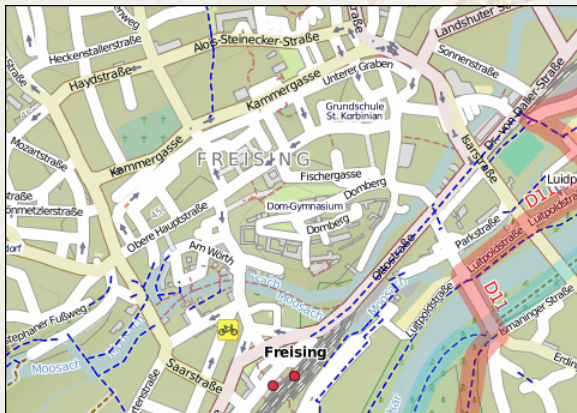 Landshuter Straße
Alois-Steinecker-Straße
Heckenstallerstraße
Sonnenstraße
Haydstraße
Unterer Graben
Kammergasse
Dr.-von-Daller-Straße
Grundschule
St. Korbinian
Isarstraße
Mozartstraße
Kammergasse
FREISING
Fischergasse
Domberg
D11
Luitpoldstraße
Dom-Gymnasium
Obere Hauptstraße
Domberg
Parkstraße
Am Wörth
Ottostraße
Luitpoldstraße
Moosach
Moosach
D11
Luitpoldstraße
Ismaninger Straße
Freising
Saarstraße
Moosach